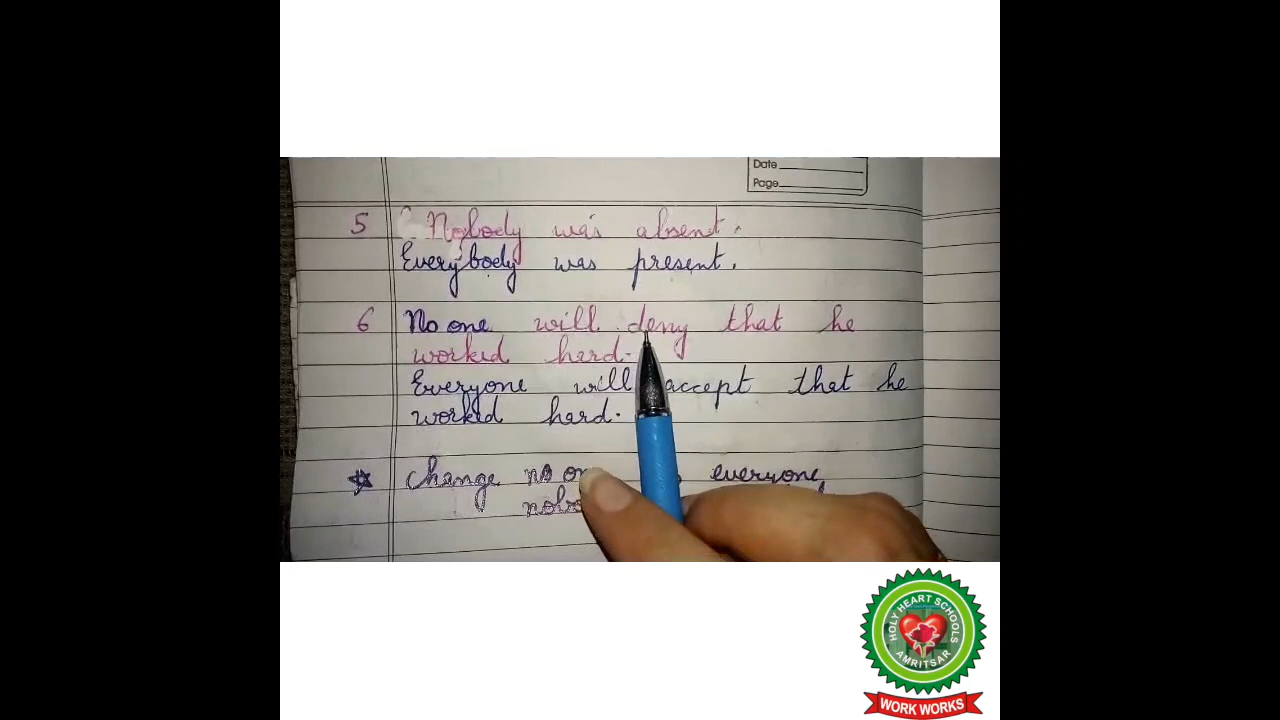 Date
Page
5 Nobody was absent.
Everybody was present.
6 No one will deny that he
worked hard.
Everyone will accept that he
worked hard.
Change no everyone,
HOLY HEART SCHOOLS
AMRITSAR
WORK WORKS